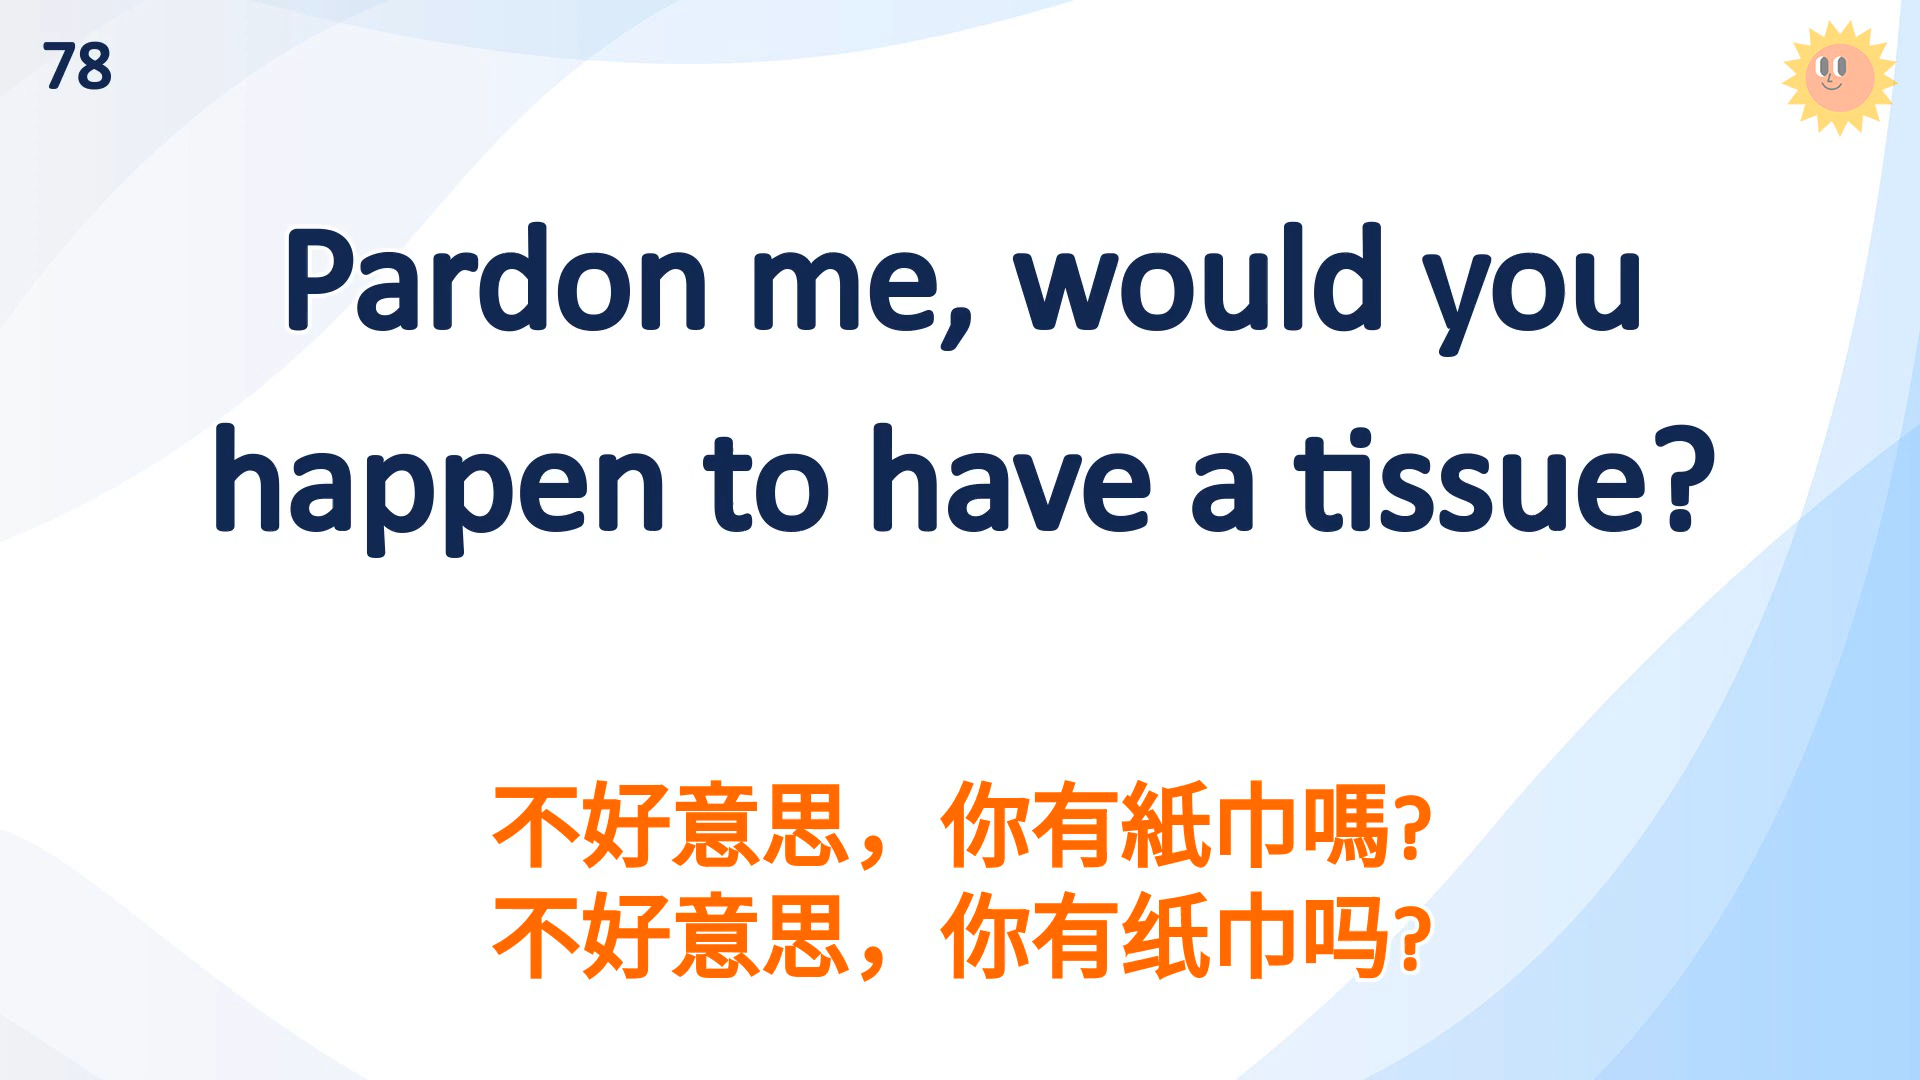 78
Pardon me, would you
happen to have a tissue?
不好意思，你有紙巾嗎?
不好意思，你有纸巾吗?